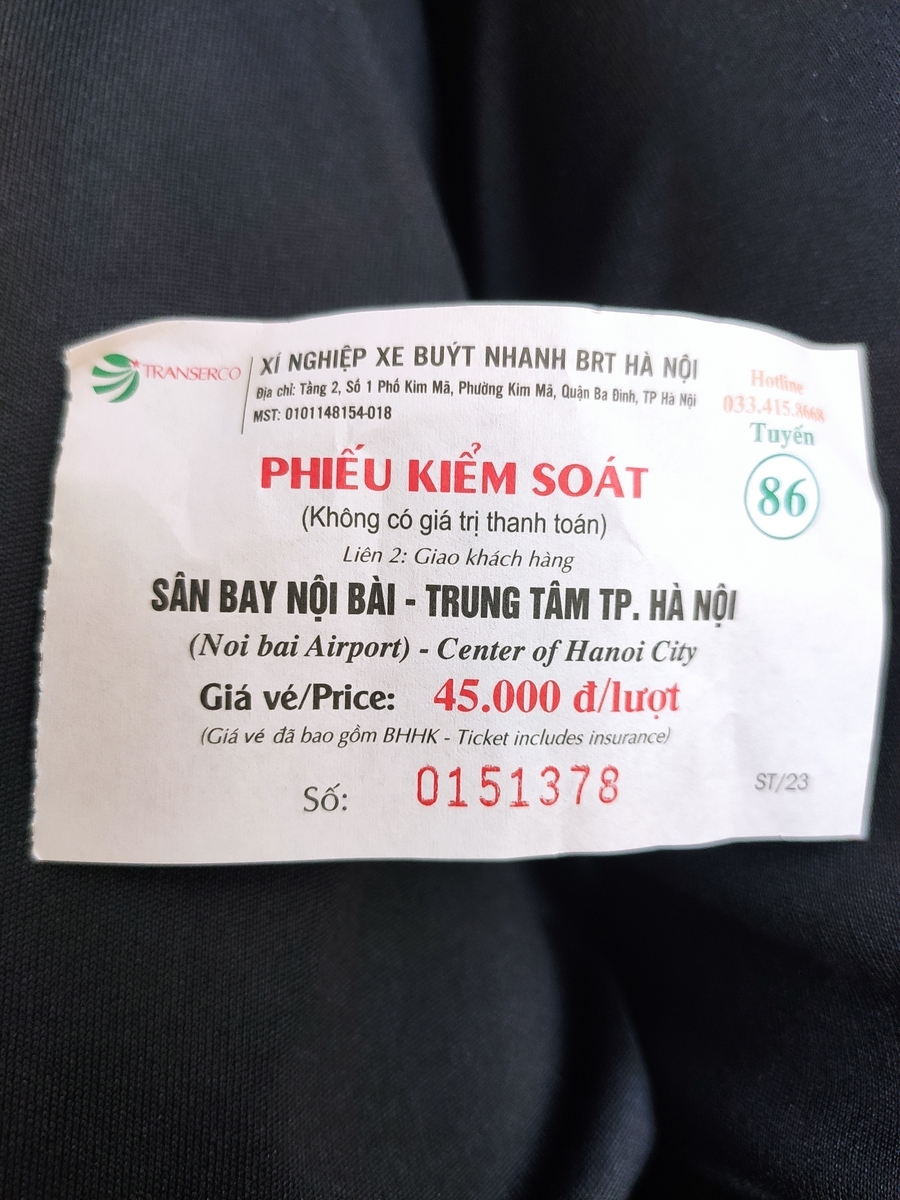 TRANSERCO
XÍ NGHIỆP XE BUÝT NHANH BRT HÀ NỘI
Địa chỉ: Tầng 2, Số 1 Phố Kim Mã, Phường Kim Mã, Quận Ba Đình, TP Hà Nội
MST: 0101148154-018
Hotline
033.415.8668
Tuyến
86
PHIẾU KIỂM SOÁT
(Không có giá trị thanh toán)
Liên 2: Giao khách hàng
SÂN BAY NỘI BÀI - TRUNG TÂM TP. HÀ NỘI
(Noi bai Airport) - Center of Hanoi City
Giá vé/Price: 45.000 đ/lượt
(Giá vé đã bao gồm BHHK - Ticket includes insurance)
Số: 0151378
ST/23